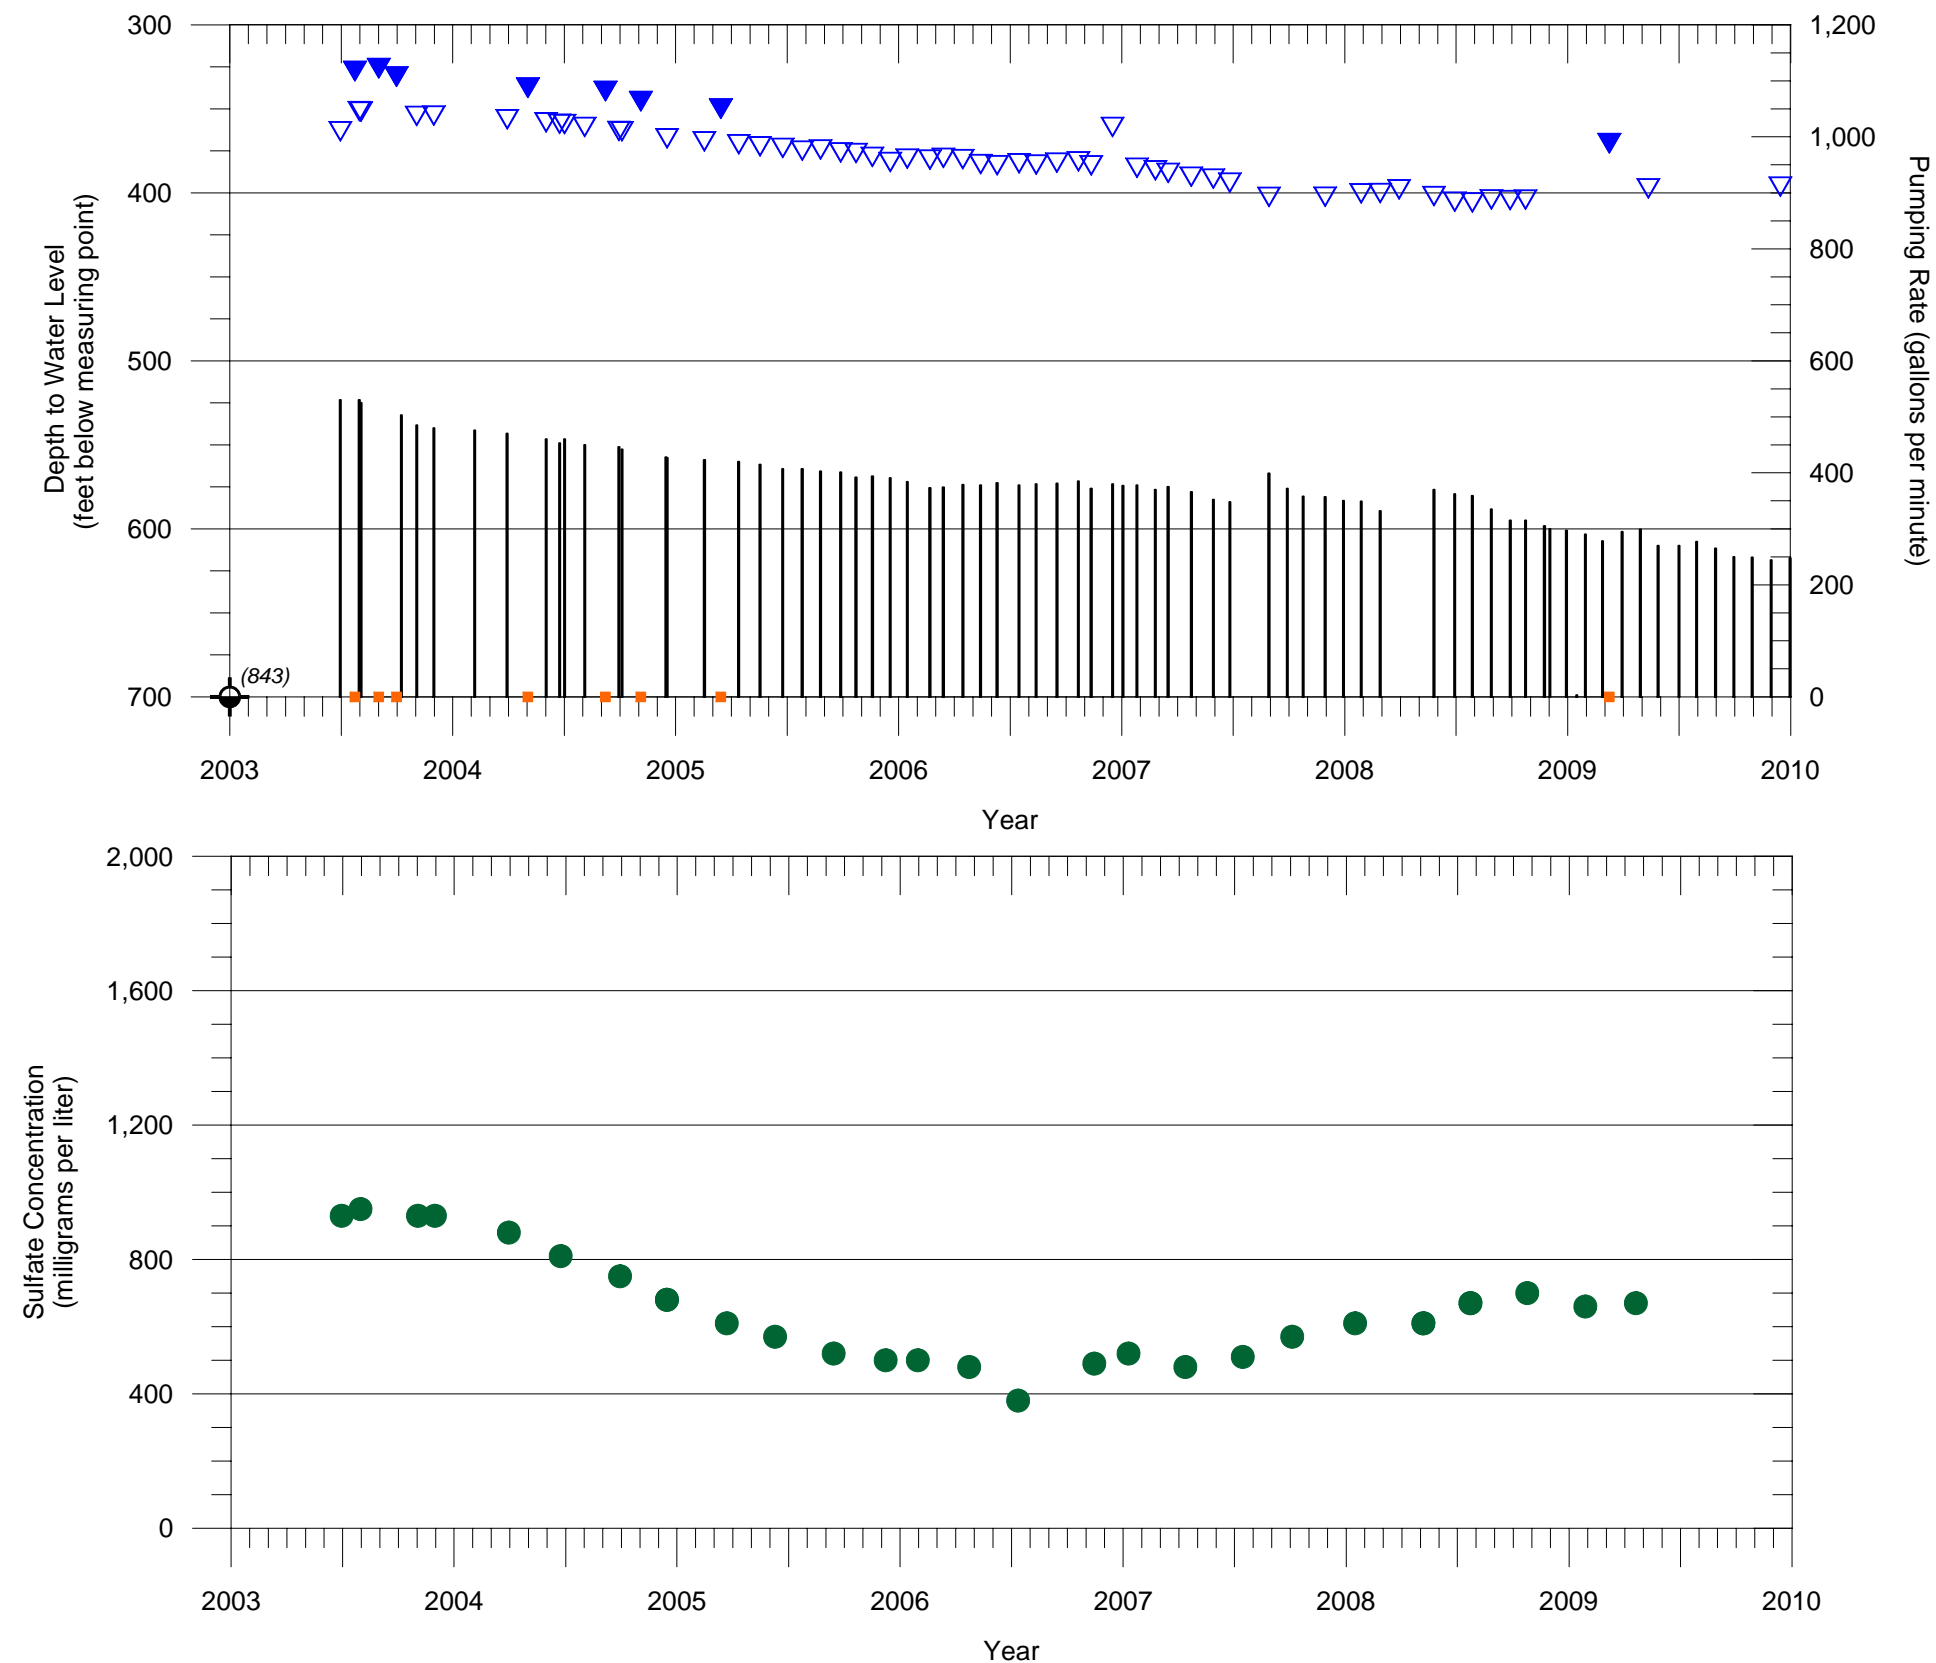 300
400
500
600
700
Depth to Water Level
(feet below measuring point)
1,200
1,000
800
600
400
200
0
Pumping Rate (gallons per minute)
(843)
2003 2004 2005 2006 2007 2008 2009 2010
Year
2,000
1,600
1,200
800
400
0
Sulfate Concentration
(milligrams per liter)
2003 2004 2005 2006 2007 2008 2009 2010
Year